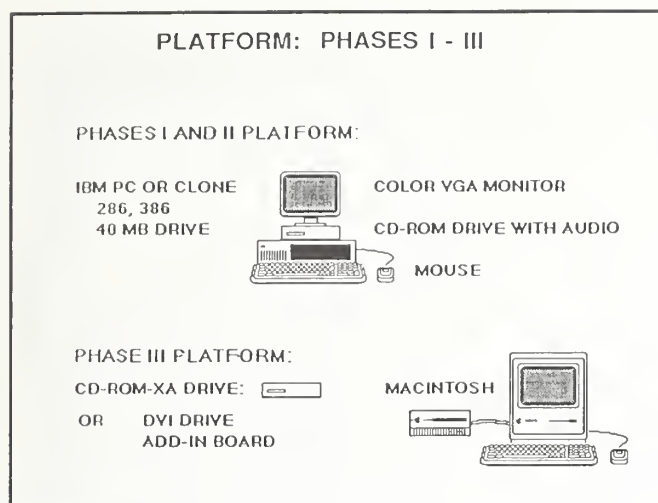 PLATFORM: PHASES I - III
PHASES I AND II PLATFORM:
IBM PC OR CLONE
286, 386
40 MB DRIVE
COLOR VGA MONITOR
CD-ROM DRIVE WITH AUDIO
MOUSE
PHASE III PLATFORM:
CD-ROM-XA DRIVE:
OR DVI DRIVE
ADD-IN BOARD
MACINTOSH